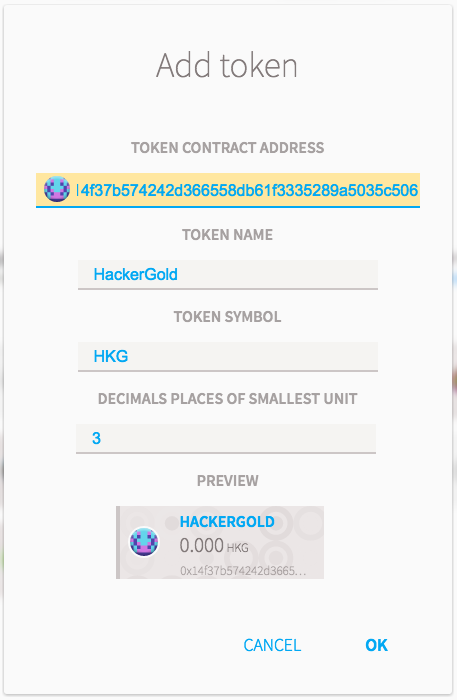 Add token
TOKEN CONTRACT ADDRESS
14f37b574242d366558db61f3335289a5035c506
TOKEN NAME
HackerGold
TOKEN SYMBOL
HKG
DECIMALS PLACES OF SMALLEST UNIT
3
PREVIEW
HACKERGOLD
0.000 HKG
0x14f37b574242d3665...
CANCEL OK